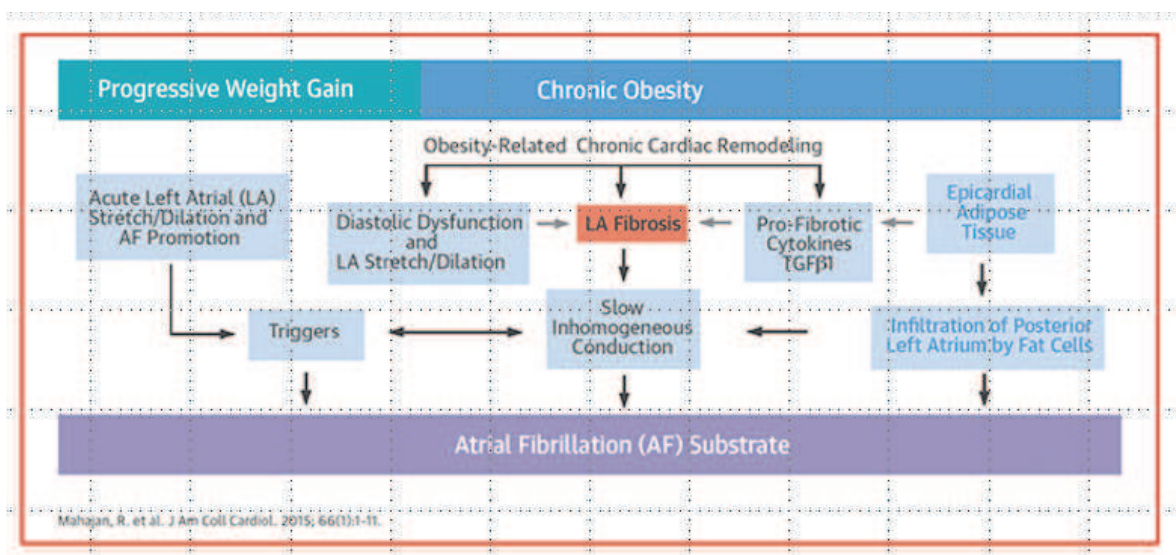 Progressive Weight Gain
Chronic Obesity
Obesity-Related Chronic Cardiac Remodeling
Acute Left Atrial (LA)
Stretch/Dilation and
AF Promotion
Diastolic Dysfunction
and
LA Stretch/Dilation
LA Fibrosis
Pro-Fibrotic
Cytokines
TGFβ1
Epicardial
Adipose
Tissue
Triggers
Slow
Inhomogeneous
Conduction
Infiltration of Posterior
Left Atrium by Fat Cells
Atrial Fibrillation (AF) Substrate
Mahajan, R. et al. J Am Coll Cardiol. 2015; 66(1):1-11.